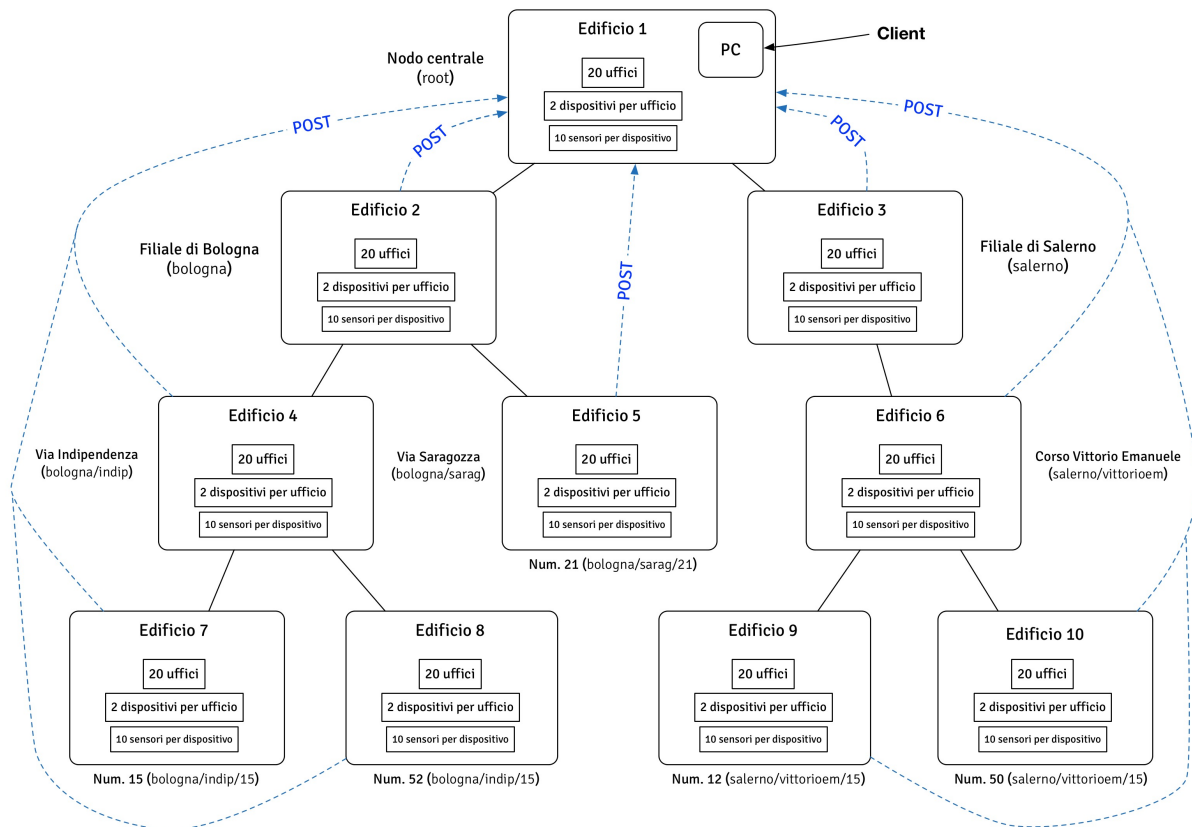 Edificio 1
PC
Client
Nodo centrale
(root)
20 uffici
2 dispositivi per ufficio
10 sensori per dispositivo
POST
POST
POST
POST
POST
Edificio 2
Filiale di Bologna
(bologna)
20 uffici
2 dispositivi per ufficio
10 sensori per dispositivo
Edificio 3
Filiale di Salerno
(salerno)
20 uffici
2 dispositivi per ufficio
10 sensori per dispositivo
Edificio 4
Via Indipendenza
(bologna/indip)
20 uffici
2 dispositivi per ufficio
10 sensori per dispositivo
Edificio 5
Via Saragozza
(bologna/sarag)
20 uffici
2 dispositivi per ufficio
10 sensori per dispositivo
Num. 21 (bologna/sarag/21)
Edificio 6
Corso Vittorio Emanuele
(salerno/vittorioem)
20 uffici
2 dispositivi per ufficio
10 sensori per dispositivo
Edificio 7
20 uffici
2 dispositivi per ufficio
10 sensori per dispositivo
Num. 15 (bologna/indip/15)
Edificio 8
20 uffici
2 dispositivi per ufficio
10 sensori per dispositivo
Num. 52 (bologna/indip/15)
Edificio 9
20 uffici
2 dispositivi per ufficio
10 sensori per dispositivo
Num. 12 (salerno/vittorioem/15)
Edificio 10
20 uffici
2 dispositivi per ufficio
10 sensori per dispositivo
Num. 50 (salerno/vittorioem/15)